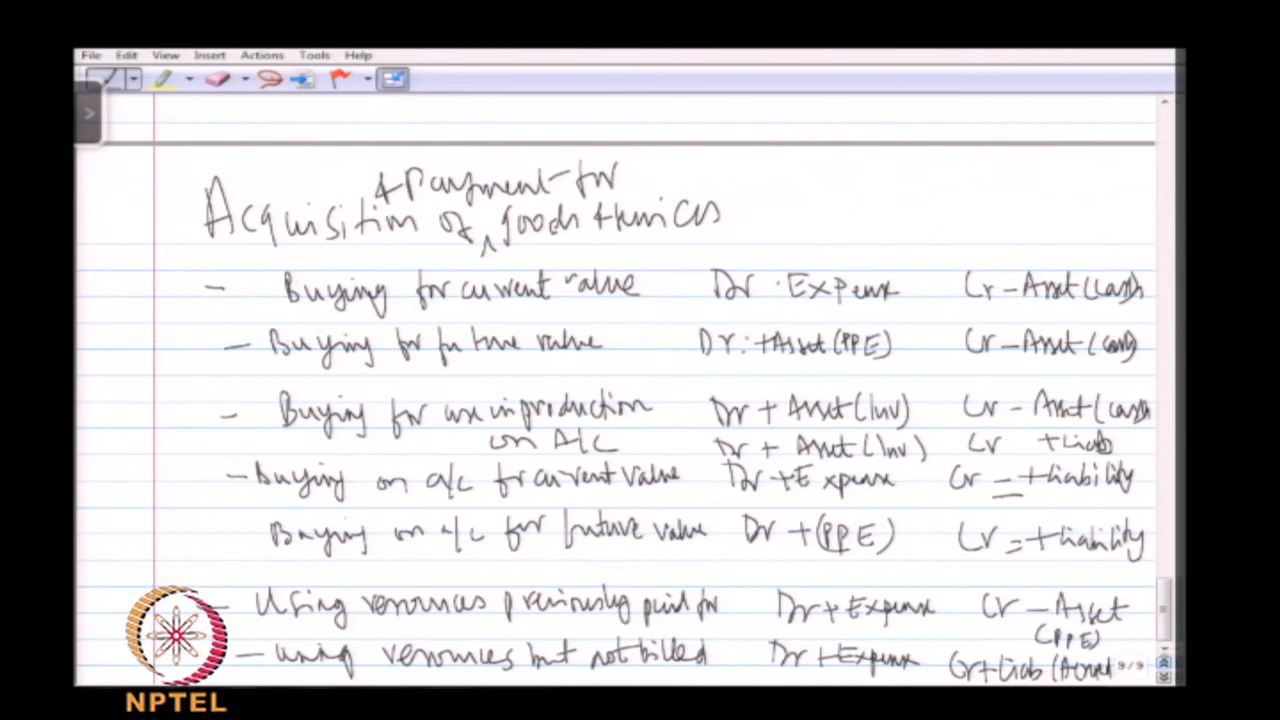 File Edit View Insert Actions Tools Help
& Payment for
Acquisition of goods & services
- Buying for current value Dr. Expense Cr - Asset (cash)
- Buying for future value Dr: + Asset (PPE) Cr - Asset (cash)
- Buying for use in production Dr + Asset (Inv) Cr - Asset (cash
on A/C Dr + Asset (Inv) Cr + Liab
- Buying on a/c for current value Dr + Expense Cr = + liability
Buying on a/c for future value Dr + (PPE) Cr = + liability
- Using resources previously paid for Dr + Expense Cr - Asset
(PPE)
- using resources but not billed Dr + Expense Cr + Liab (Accrued
9 / 9
NPTEL